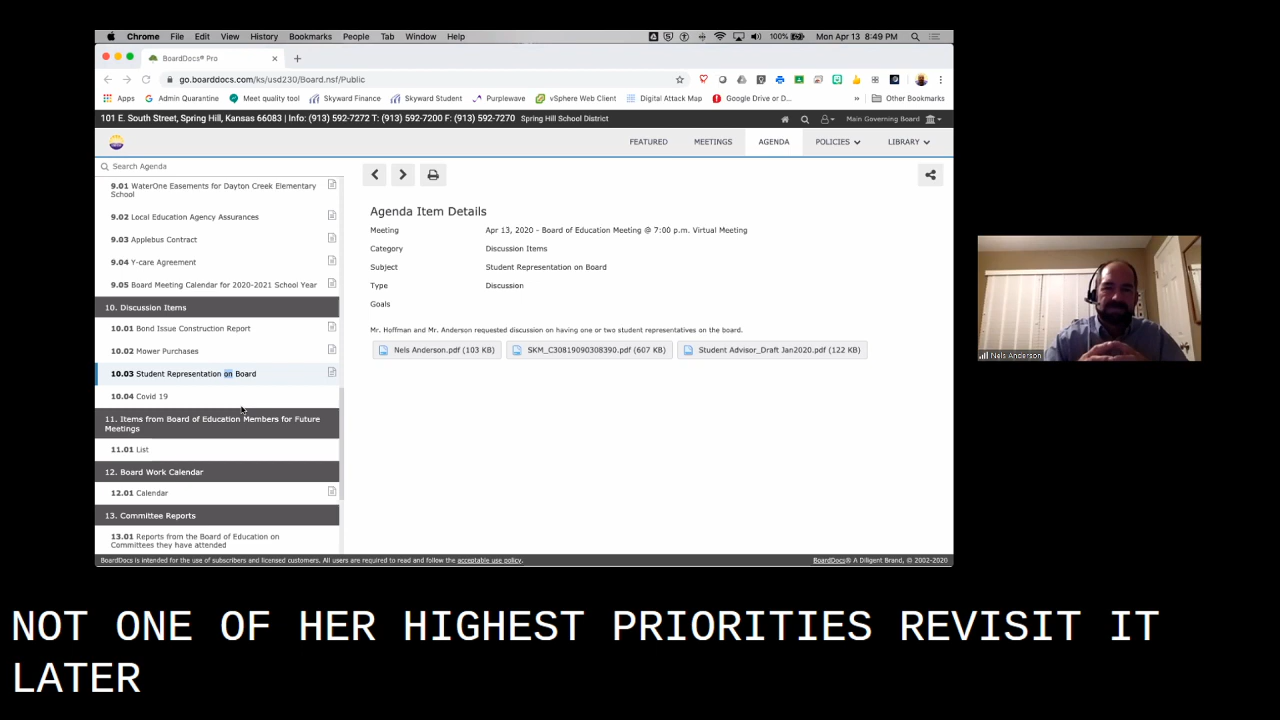 Chrome File Edit View History Bookmarks People Tab Window Help
100% Mon Apr 13 8:49 PM
BoardDocs® Pro
go.boarddocs.com/ks/usd230/Board.nsf/Public
Apps Admin Quarantine Meet quality tool Skyward Finance Skyward Student Purplewave vSphere Web Client Digital Attack Map Google Drive or D... » Other Bookmarks
101 E. South Street, Spring Hill, Kansas 66083 | Info: (913) 592-7272 T: (913) 592-7200 F: (913) 592-7270 Spring Hill School District
Main Governing Board
FEATURED MEETINGS AGENDA POLICIES LIBRARY
Search Agenda
9.01 WaterOne Easements for Dayton Creek Elementary
School
9.02 Local Education Agency Assurances
9.03 Applebus Contract
9.04 Y-care Agreement
9.05 Board Meeting Calendar for 2020-2021 School Year
10. Discussion Items
10.01 Bond Issue Construction Report
10.02 Mower Purchases
10.03 Student Representation on Board
10.04 Covid 19
11. Items from Board of Education Members for Future
Meetings
11.01 List
12. Board Work Calendar
12.01 Calendar
13. Committee Reports
13.01 Reports from the Board of Education on
Committees they have attended
Agenda Item Details
Meeting Apr 13, 2020 - Board of Education Meeting @ 7:00 p.m. Virtual Meeting
Category Discussion Items
Subject Student Representation on Board
Type Discussion
Goals
Mr. Hoffman and Mr. Anderson requested discussion on having one or two student representatives on the board.
Nels Anderson.pdf (103 KB) SKM_C30819090308390.pdf (607 KB) Student Advisor_Draft Jan2020.pdf (122 KB)
BoardDocs is intended for the use of subscribers and licensed customers. All users are required to read and follow the acceptable use policy.
BoardDocs® A Diligent Brand, © 2002-2020
Nels Anderson
NOT ONE OF HER HIGHEST PRIORITIES REVISIT IT
LATER